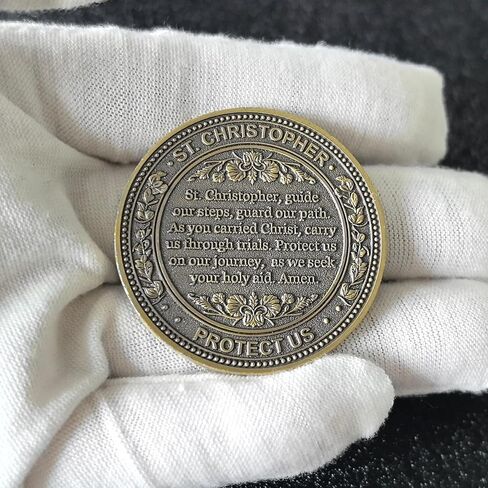 ST. CHRISTOPHER
St. Christopher, guide
our steps, guard our path.
As you carried Christ, carry
us through trials. Protect us
on our journey, as we seek
your holy aid. Amen.
PROTECT US